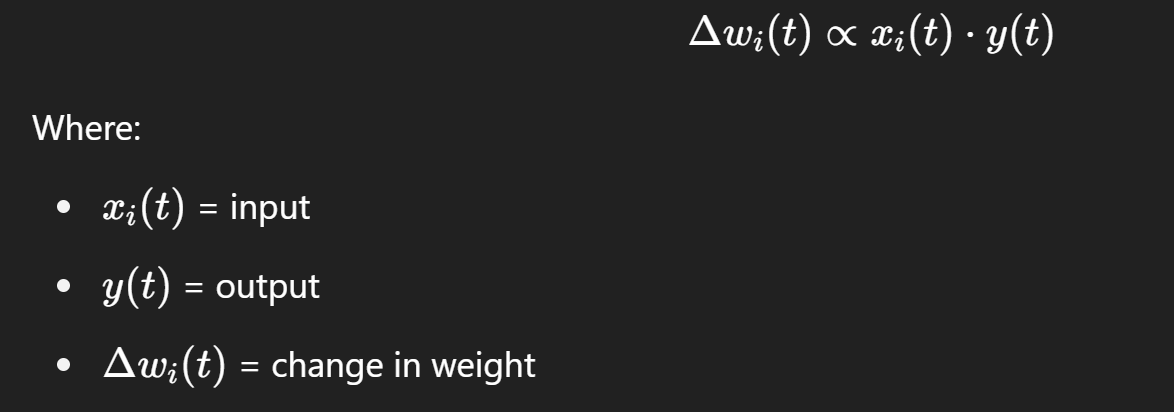 Δwᵢ(t) ∝ xᵢ(t) · y(t)
Where:
• xᵢ(t) = input
• y(t) = output
• Δwᵢ(t) = change in weight